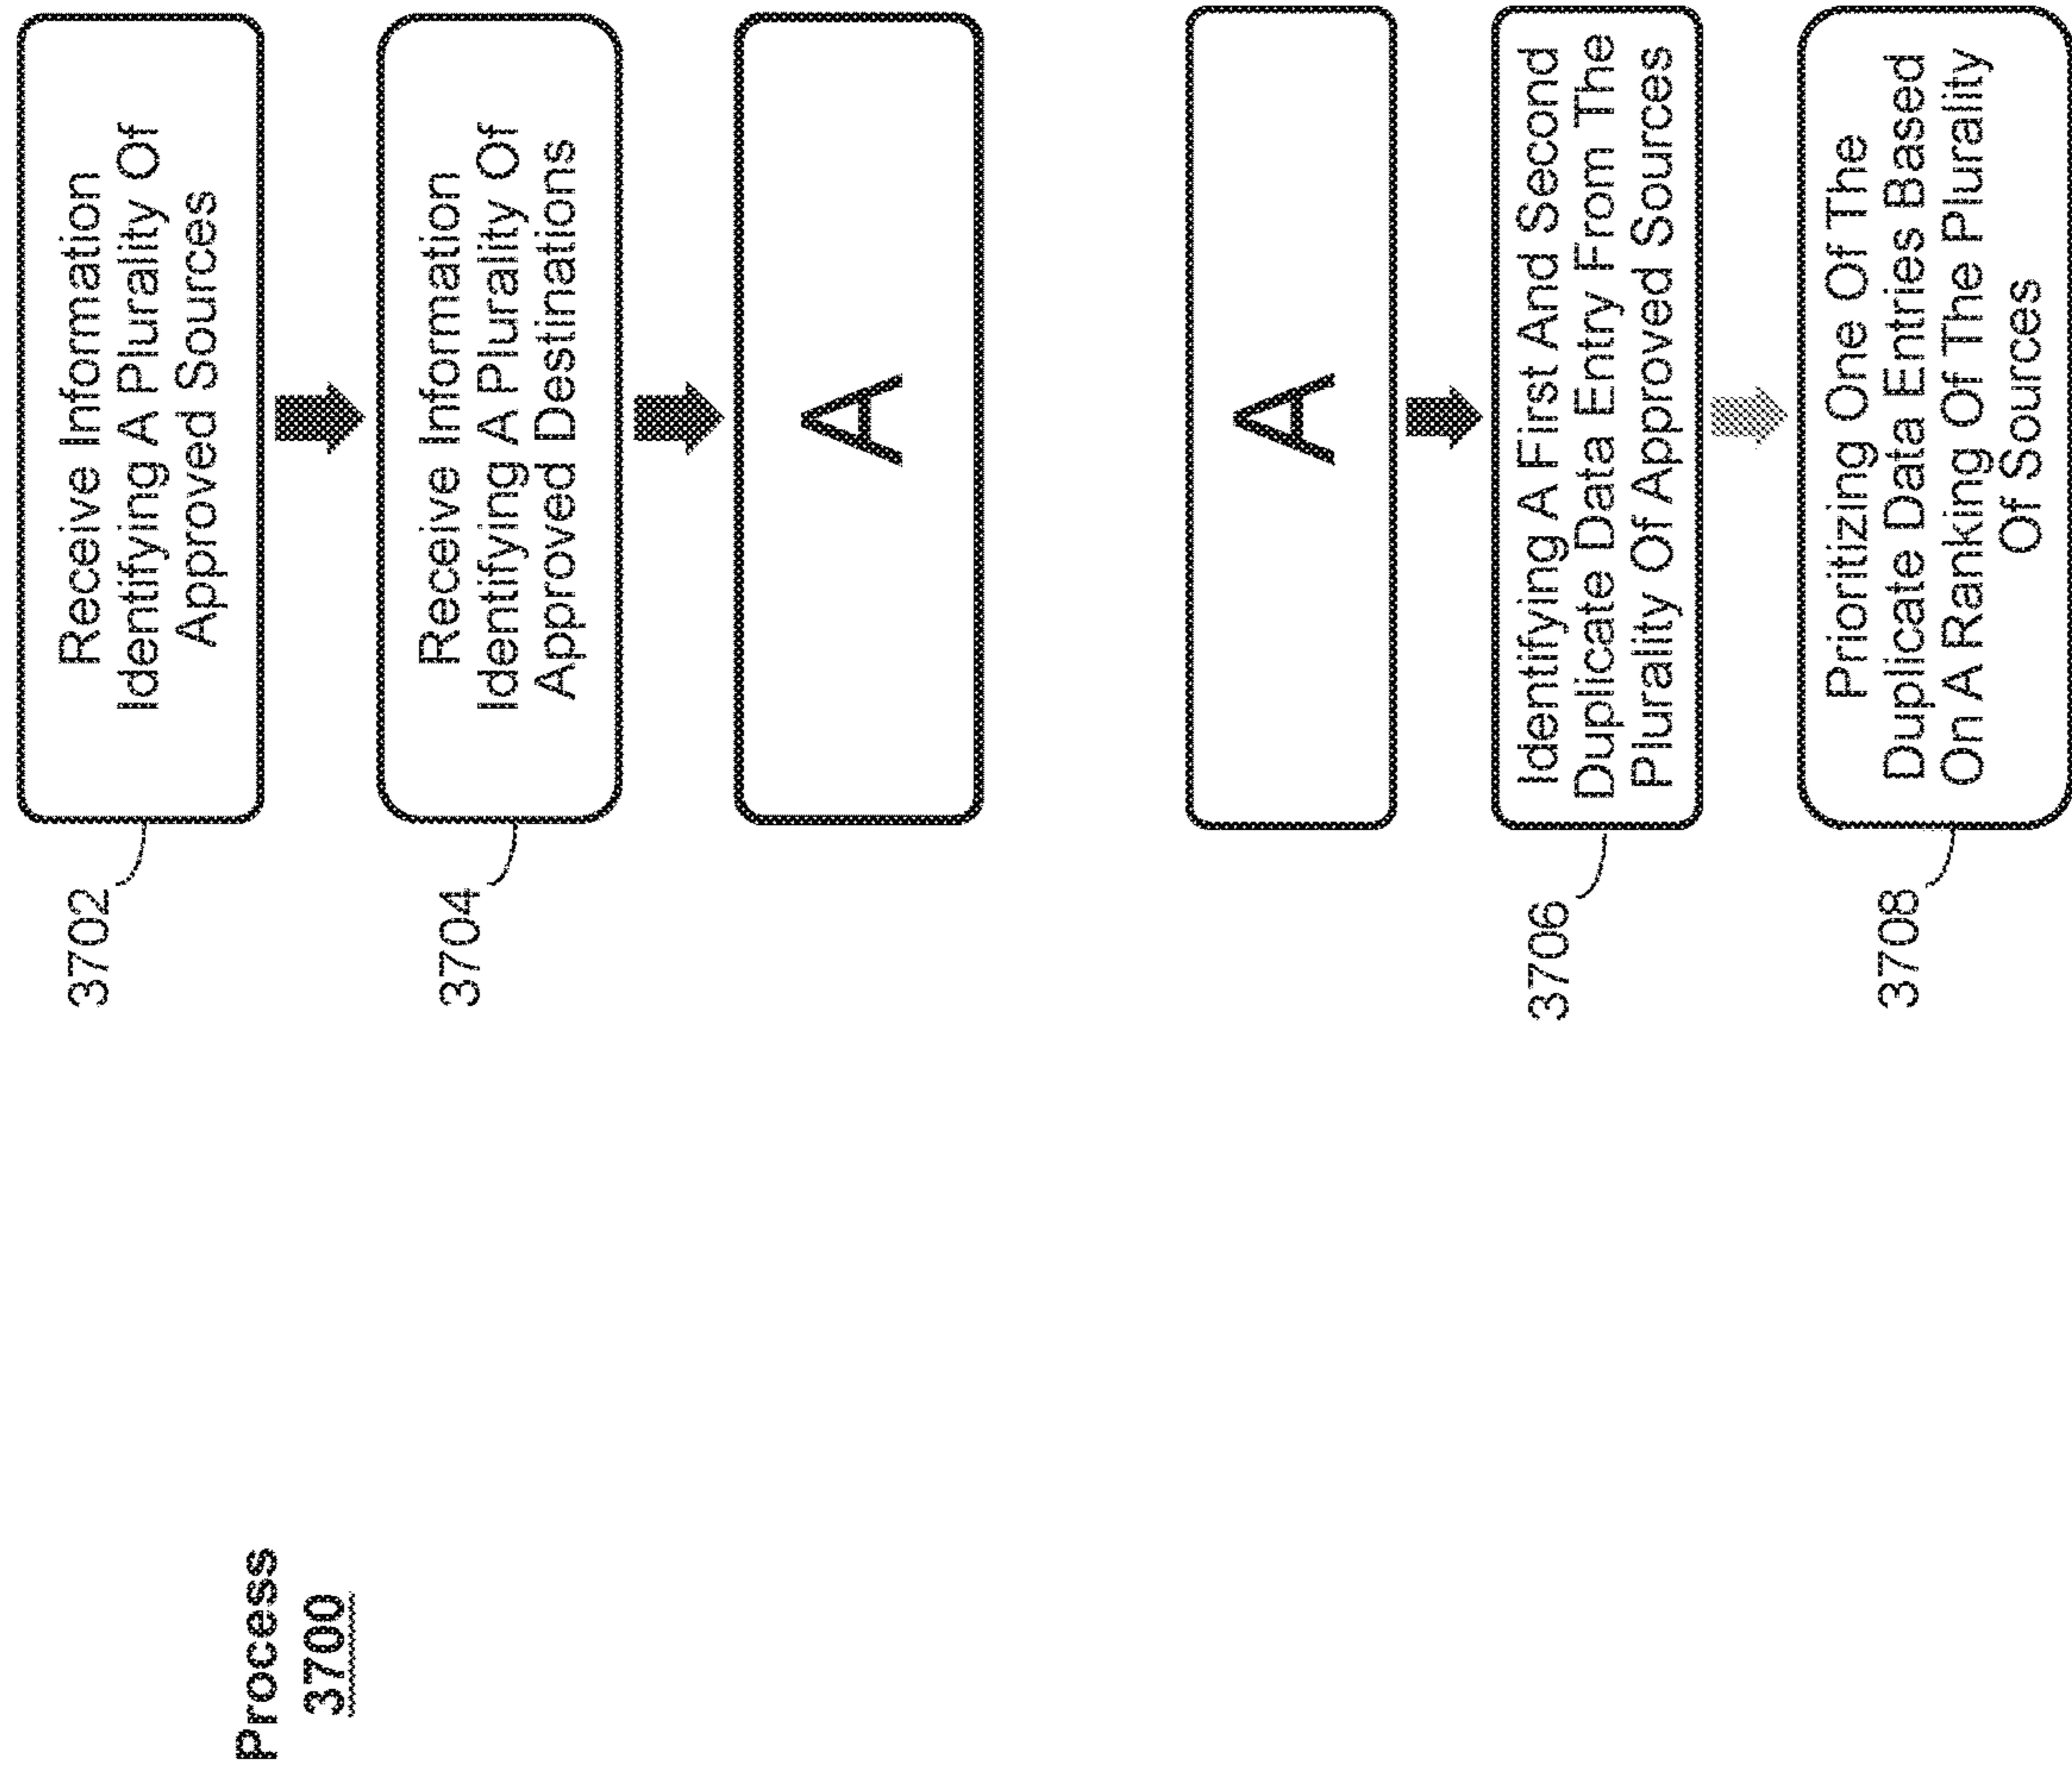 Process
3700
3702
Receive Information
Identifying A Plurality Of
Approved Sources
3704
Receive Information
Identifying A Plurality Of
Approved Destinations
A
A
3706
Identifying A First And Second
Duplicate Data Entry From The
Plurality Of Approved Sources
3708
Prioritizing One Of The
Duplicate Data Entries Based
On A Ranking Of The Plurality
Of Sources